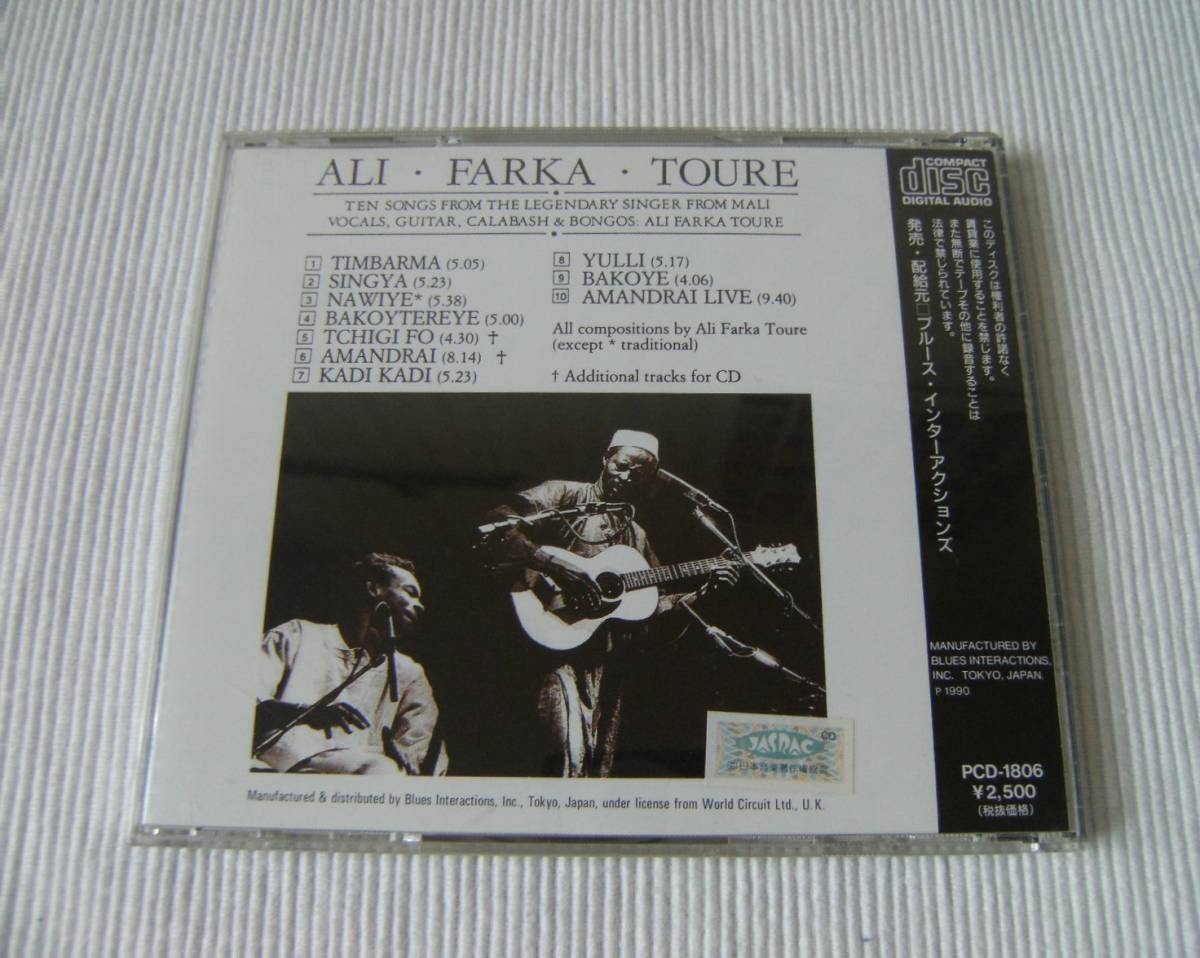 ALI · FARKA · TOURE
TEN SONGS FROM THE LEGENDARY SINGER FROM MALI
VOCALS, GUITAR, CALABASH & BONGOS: ALI FARKA TOURE
1 TIMBARMA (5.05)
2 SINGYA (5.23)
3 NAWIYE* (5.38)
4 BAKOYTEREYE (5.00)
5 TCHIGI FO (4.30) †
6 AMANDRAI (8.14) †
7 KADI KADI (5.23)
8 YULLI (5.17)
9 BAKOYE (4.06)
10 AMANDRAI LIVE (9.40)
All compositions by Ali Farka Toure
(except * traditional)
† Additional tracks for CD
CD
JASRAC
Manufactured & distributed by Blues Interactions, Inc., Tokyo, Japan, under license from World Circuit Ltd., U.K.
COMPACT
disc
DIGITAL AUDIO
このディスクは権利者の許諾なく
賃貸業に使用することを禁じます。
また無断でテープその他に録音することは
法律で禁じられています。
発売・配給元□ブルース・インターアクションズ
MANUFACTURED BY
BLUES INTERACTIONS,
INC. TOKYO, JAPAN.
P 1990
PCD-1806
¥2,500
(税抜価格)